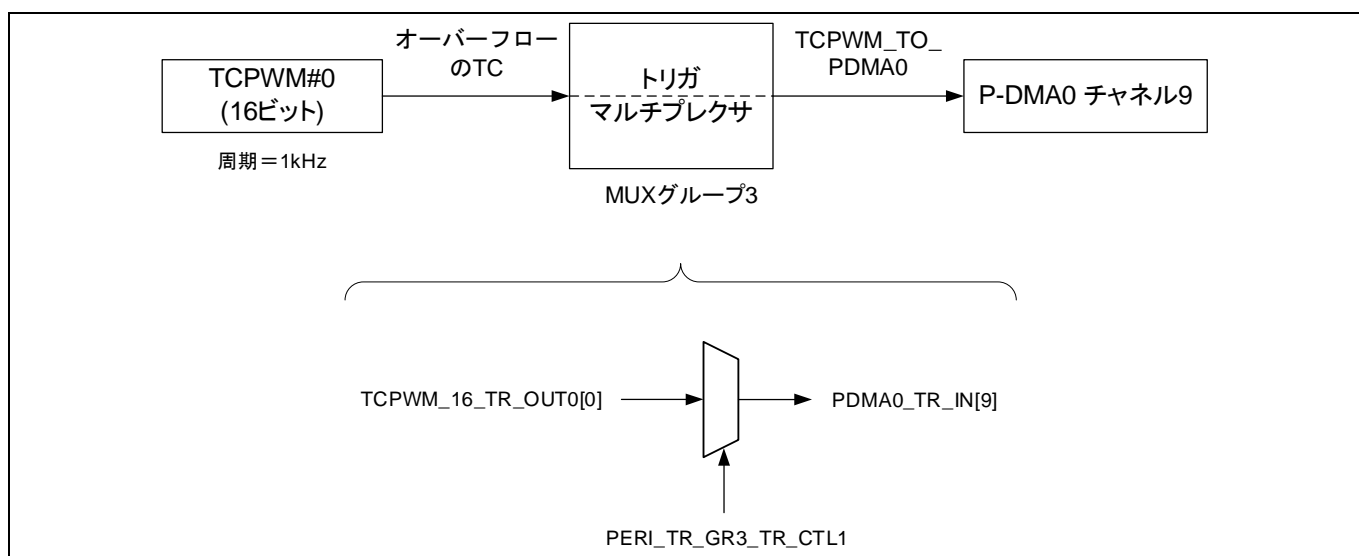 TCPWM#0
(16ビット)
周期＝1kHz
オーバーフロー
のTC
トリガ
マルチプレクサ
MUXグループ3
TCPWM_TO_
PDMA0
P-DMA0 チャネル9
TCPWM_16_TR_OUT0[0]
PDMA0_TR_IN[9]
PERI_TR_GR3_TR_CTL1